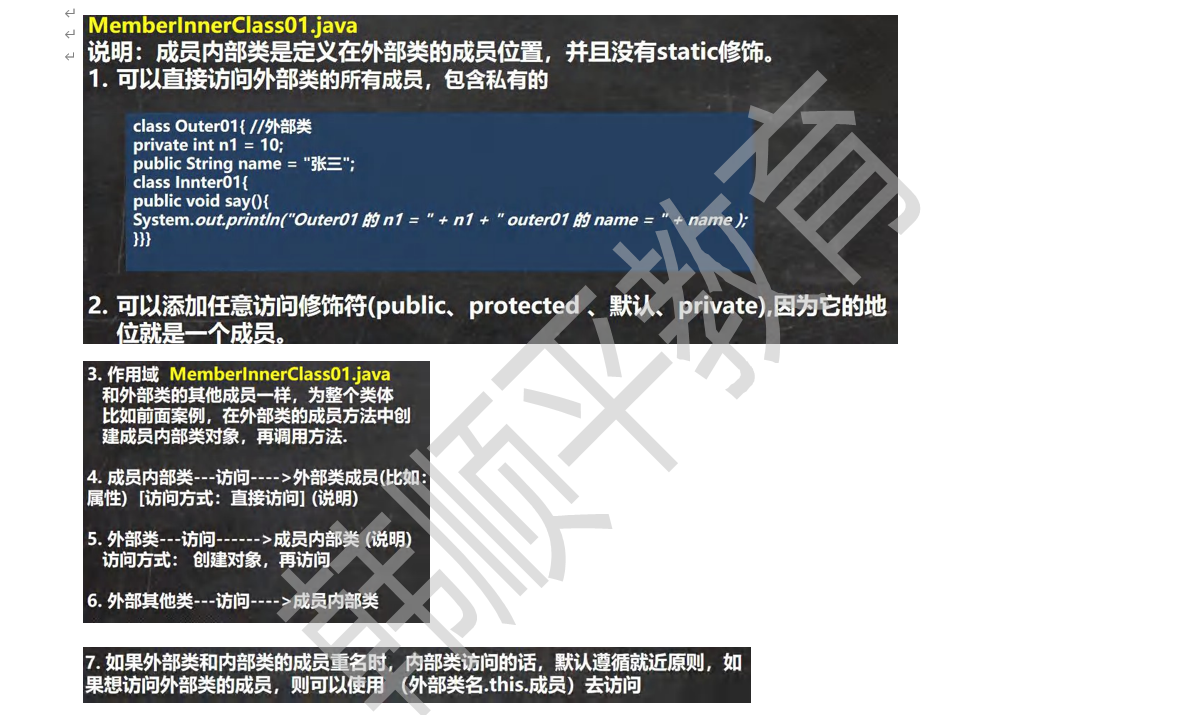 MemberInnerClass01.java
说明：成员内部类是定义在外部类的成员位置，并且没有static修饰。
1. 可以直接访问外部类的所有成员，包含私有的
class Outer01{ //外部类
private int n1 = 10;
public String name = "张三";
class Innter01{
public void say(){
System.out.println("Outer01 的 n1 = " + n1 + " outer01 的 name = " + name );
}}}
2. 可以添加任意访问修饰符(public、protected 、默认、private),因为它的地
位就是一个成员。
3. 作用域 MemberInnerClass01.java
和外部类的其他成员一样，为整个类体
比如前面案例，在外部类的成员方法中创
建成员内部类对象，再调用方法.
4. 成员内部类---访问---->外部类成员(比如：
属性) [访问方式：直接访问] (说明)
5. 外部类---访问------>成员内部类 (说明)
访问方式： 创建对象，再访问
6. 外部其他类---访问---->成员内部类
7. 如果外部类和内部类的成员重名时，内部类访问的话，默认遵循就近原则，如
果想访问外部类的成员，则可以使用 （外部类名.this.成员）去访问
韩顺平教育